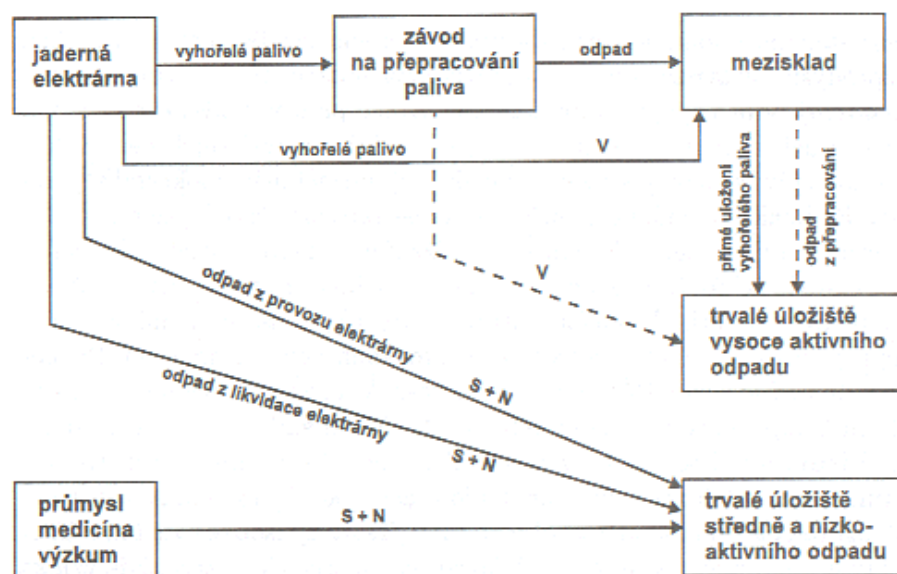 jaderná
elektrárna
vyhořelé palivo
závod
na přepracování
paliva
odpad
mezisklad
vyhořelé palivo
V
přímé uložení
vyhořelého paliva
odpad
z přepracování
V
odpad z provozu elektrárny
S + N
trvalé úložiště
vysoce aktivního
odpadu
odpad z likvidace elektrárny
S + N
průmysl
medicína
výzkum
S + N
trvalé úložiště
středně a nízko-
aktivního odpadu